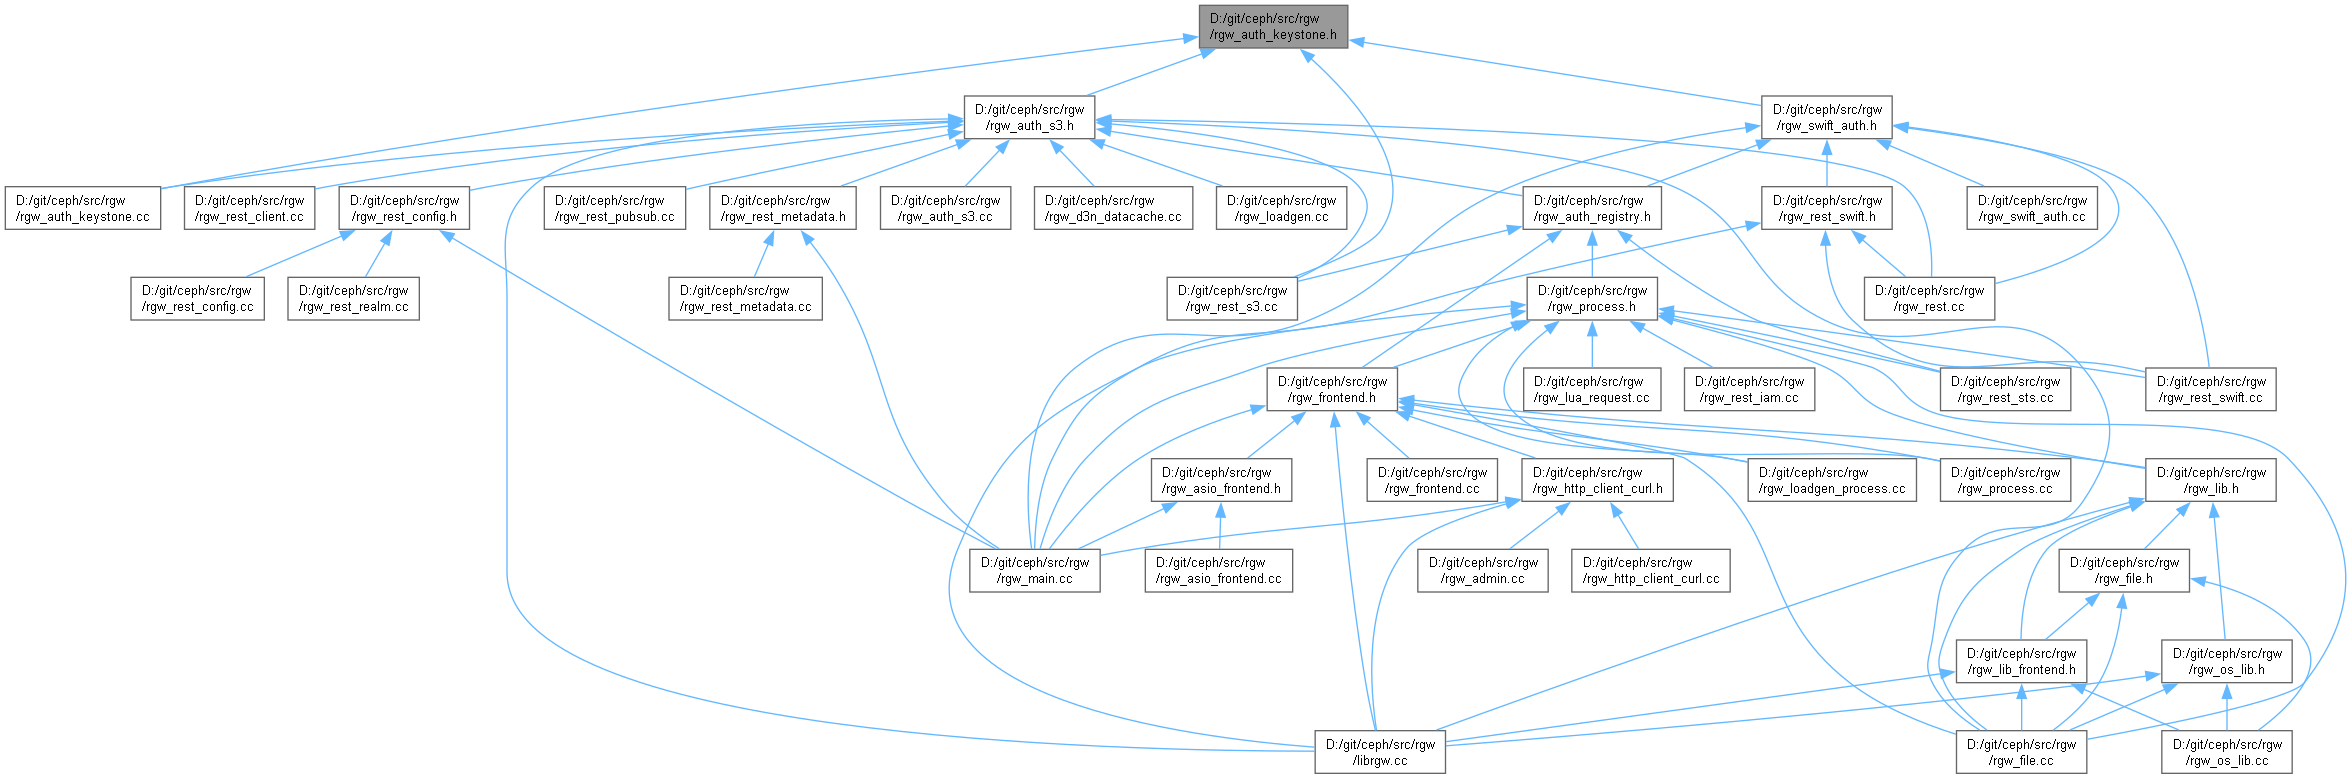 D:/git/ceph/src/rgw
/rgw_auth_keystone.h
D:/git/ceph/src/rgw
/rgw_auth_s3.h
D:/git/ceph/src/rgw
/rgw_swift_auth.h
D:/git/ceph/src/rgw
/rgw_auth_keystone.cc
D:/git/ceph/src/rgw
/rgw_rest_client.cc
D:/git/ceph/src/rgw
/rgw_rest_config.h
D:/git/ceph/src/rgw
/rgw_rest_pubsub.cc
D:/git/ceph/src/rgw
/rgw_rest_metadata.h
D:/git/ceph/src/rgw
/rgw_auth_s3.cc
D:/git/ceph/src/rgw
/rgw_d3n_datacache.cc
D:/git/ceph/src/rgw
/rgw_loadgen.cc
D:/git/ceph/src/rgw
/rgw_auth_registry.h
D:/git/ceph/src/rgw
/rgw_rest_swift.h
D:/git/ceph/src/rgw
/rgw_swift_auth.cc
D:/git/ceph/src/rgw
/rgw_rest_config.cc
D:/git/ceph/src/rgw
/rgw_rest_realm.cc
D:/git/ceph/src/rgw
/rgw_rest_metadata.cc
D:/git/ceph/src/rgw
/rgw_rest_s3.cc
D:/git/ceph/src/rgw
/rgw_process.h
D:/git/ceph/src/rgw
/rgw_rest.cc
D:/git/ceph/src/rgw
/rgw_frontend.h
D:/git/ceph/src/rgw
/rgw_lua_request.cc
D:/git/ceph/src/rgw
/rgw_rest_iam.cc
D:/git/ceph/src/rgw
/rgw_rest_sts.cc
D:/git/ceph/src/rgw
/rgw_rest_swift.cc
D:/git/ceph/src/rgw
/rgw_asio_frontend.h
D:/git/ceph/src/rgw
/rgw_frontend.cc
D:/git/ceph/src/rgw
/rgw_http_client_curl.h
D:/git/ceph/src/rgw
/rgw_loadgen_process.cc
D:/git/ceph/src/rgw
/rgw_process.cc
D:/git/ceph/src/rgw
/rgw_lib.h
D:/git/ceph/src/rgw
/rgw_main.cc
D:/git/ceph/src/rgw
/rgw_asio_frontend.cc
D:/git/ceph/src/rgw
/rgw_admin.cc
D:/git/ceph/src/rgw
/rgw_http_client_curl.cc
D:/git/ceph/src/rgw
/rgw_file.h
D:/git/ceph/src/rgw
/rgw_lib_frontend.h
D:/git/ceph/src/rgw
/rgw_os_lib.h
D:/git/ceph/src/rgw
/librgw.cc
D:/git/ceph/src/rgw
/rgw_file.cc
D:/git/ceph/src/rgw
/rgw_os_lib.cc